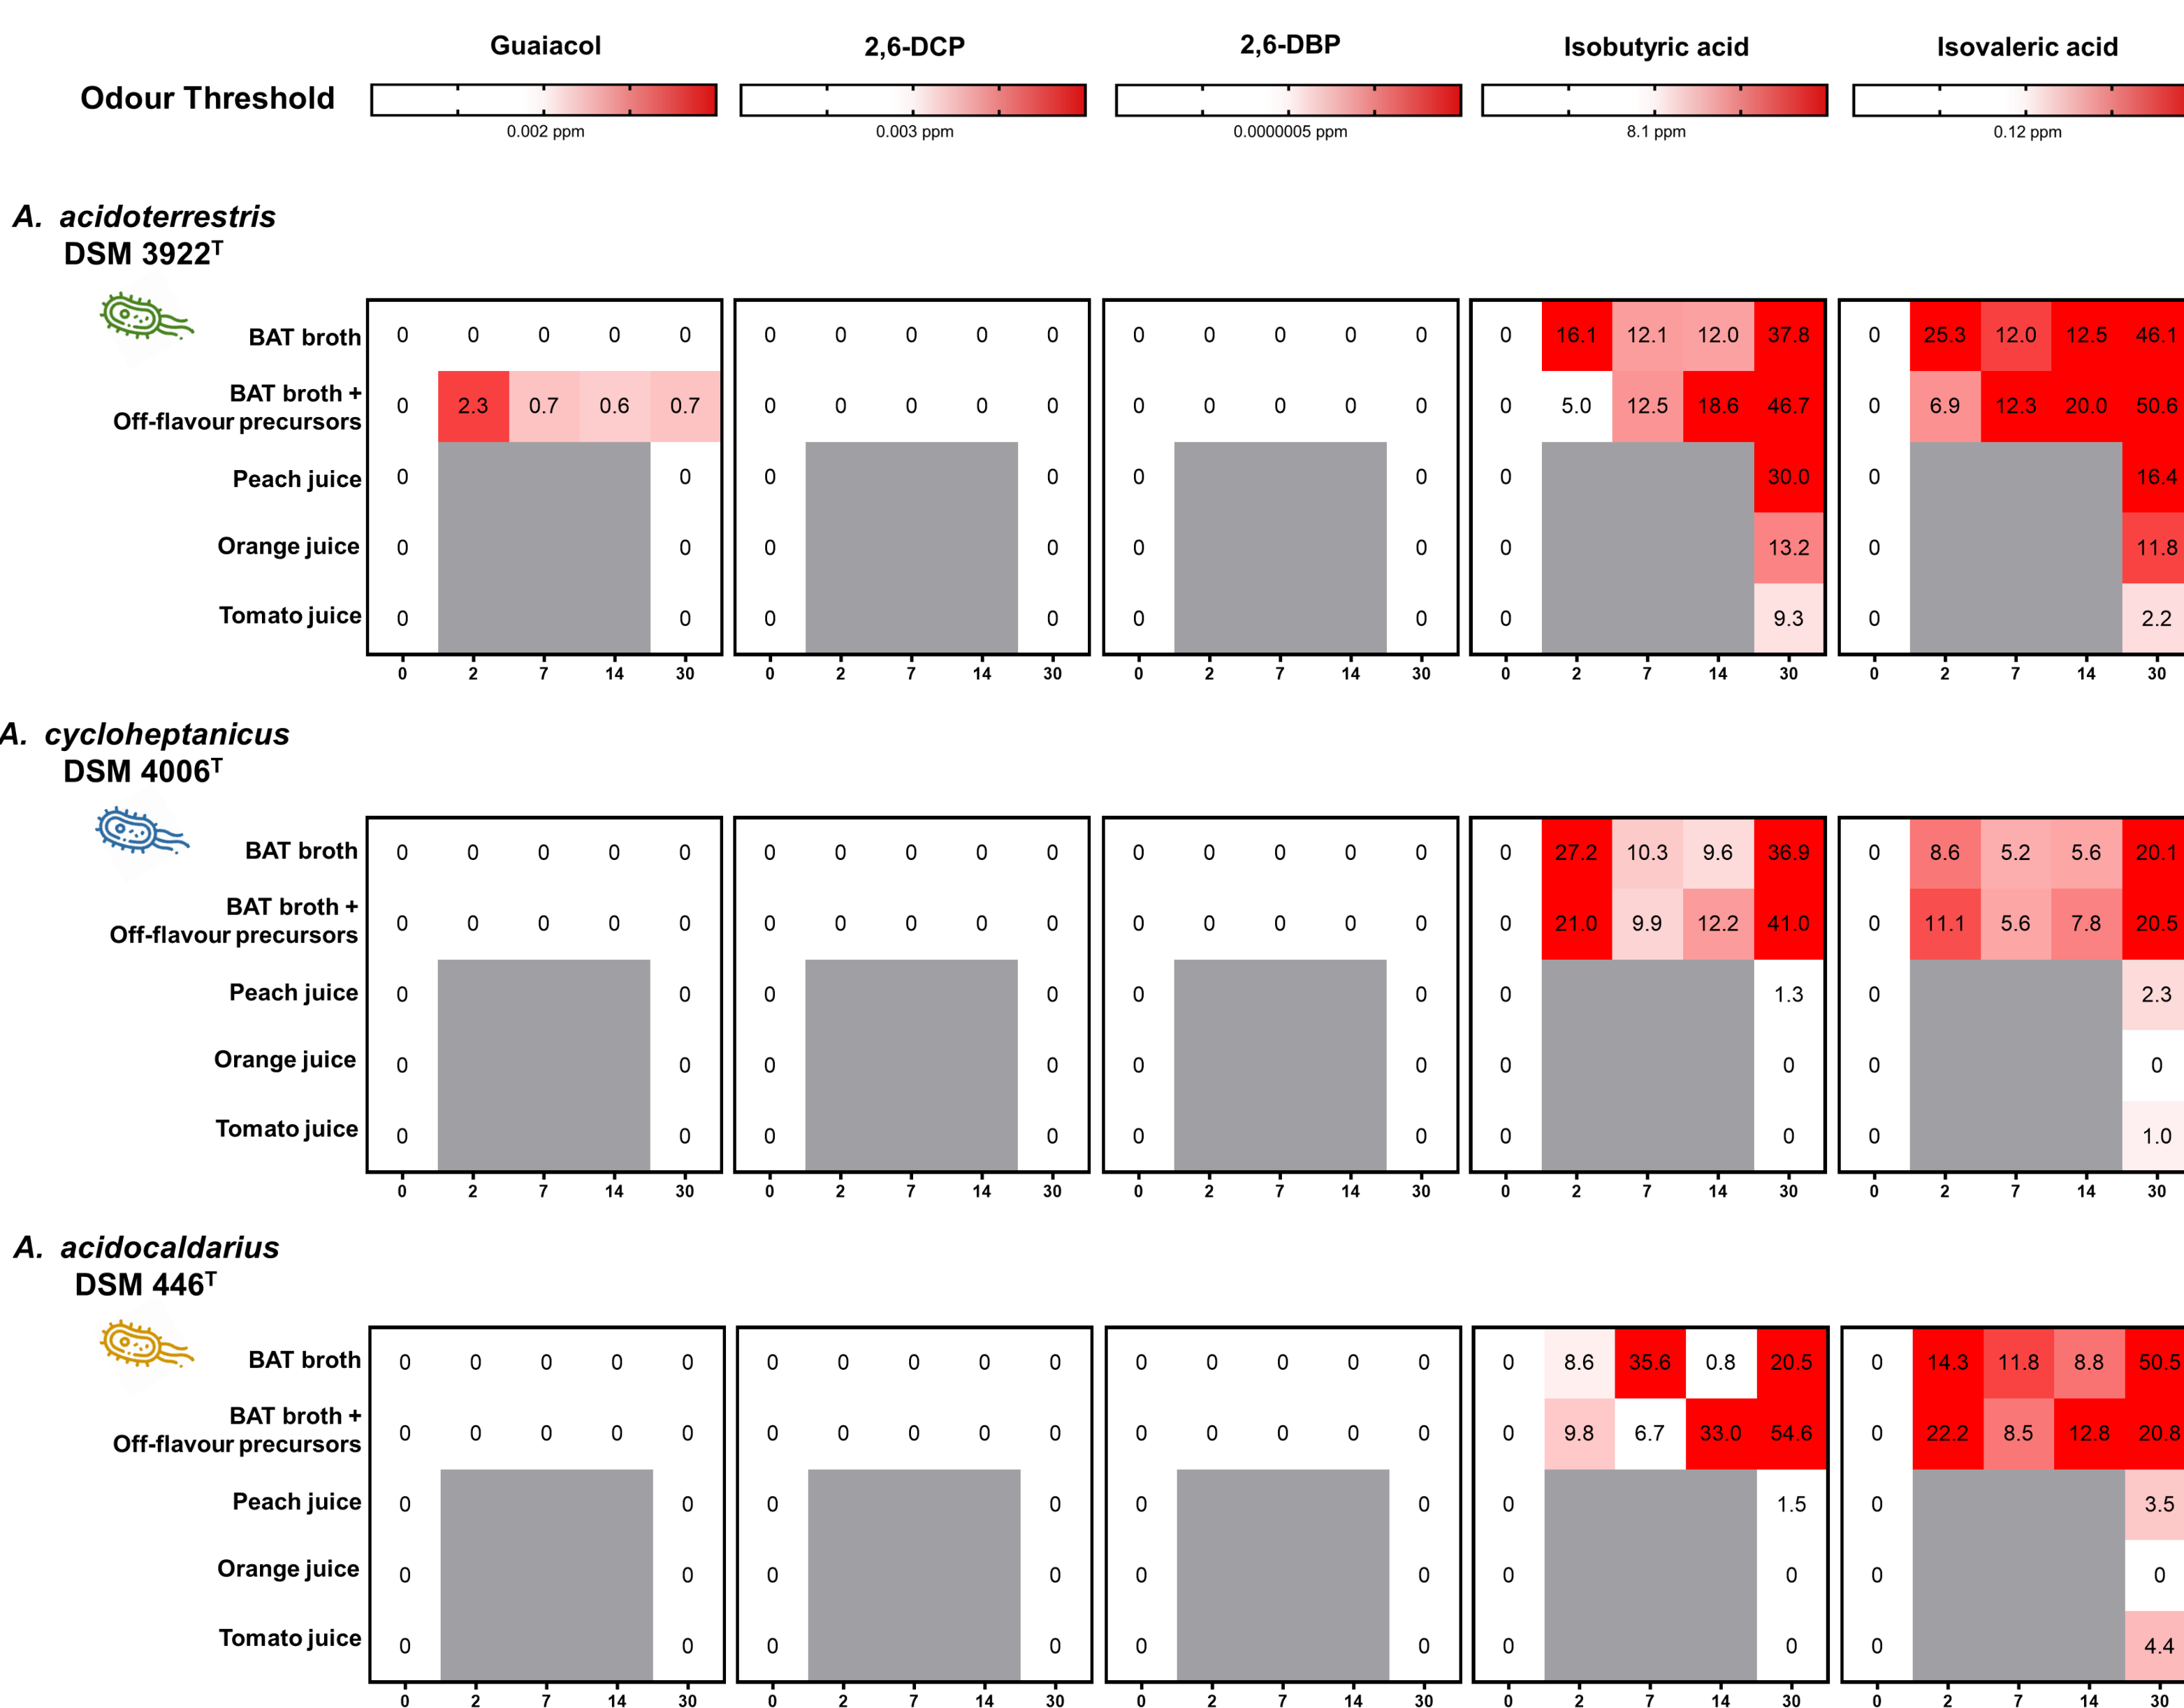 Guaiacol 2,6-DCP 2,6-DBP Isobutyric acid Isovaleric acid
Odour Threshold
0.002 ppm 0.003 ppm 0.0000005 ppm 8.1 ppm 0.12 ppm
A. acidoterrestris
DSM 3922ᵀ
BAT broth 0 0 0 0 0 0 0 0 0 0 0 0 0 0 0 0 16.1 12.1 12.0 37.8 0 25.3 12.0 12.5 46.1
BAT broth +
Off-flavour precursors 0 2.3 0.7 0.6 0.7 0 0 0 0 0 0 0 0 0 0 0 5.0 12.5 18.6 46.7 0 6.9 12.3 20.0 50.6
Peach juice 0 0 0 0 0 0 0 30.0 0 16.4
Orange juice 0 0 0 0 0 0 0 13.2 0 11.8
Tomato juice 0 0 0 0 0 0 0 9.3 0 2.2
0 2 7 14 30 0 2 7 14 30 0 2 7 14 30 0 2 7 14 30 0 2 7 14 30
A. cycloheptanicus
DSM 4006ᵀ
BAT broth 0 0 0 0 0 0 0 0 0 0 0 0 0 0 0 0 27.2 10.3 9.6 36.9 0 8.6 5.2 5.6 20.1
BAT broth +
Off-flavour precursors 0 0 0 0 0 0 0 0 0 0 0 0 0 0 0 0 21.0 9.9 12.2 41.0 0 11.1 5.6 7.8 20.5
Peach juice 0 0 0 0 0 0 0 1.3 0 2.3
Orange juice 0 0 0 0 0 0 0 0 0 0
Tomato juice 0 0 0 0 0 0 0 0 0 1.0
0 2 7 14 30 0 2 7 14 30 0 2 7 14 30 0 2 7 14 30 0 2 7 14 30
A. acidocaldarius
DSM 446ᵀ
BAT broth 0 0 0 0 0 0 0 0 0 0 0 0 0 0 0 0 8.6 35.6 0.8 20.5 0 14.3 11.8 8.8 50.5
BAT broth +
Off-flavour precursors 0 0 0 0 0 0 0 0 0 0 0 0 0 0 0 0 9.8 6.7 33.0 54.6 0 22.2 8.5 12.8 20.8
Peach juice 0 0 0 0 0 0 0 1.5 0 3.5
Orange juice 0 0 0 0 0 0 0 0 0 0
Tomato juice 0 0 0 0 0 0 0 0 0 4.4
0 2 7 14 30 0 2 7 14 30 0 2 7 14 30 0 2 7 14 30 0 2 7 14 30